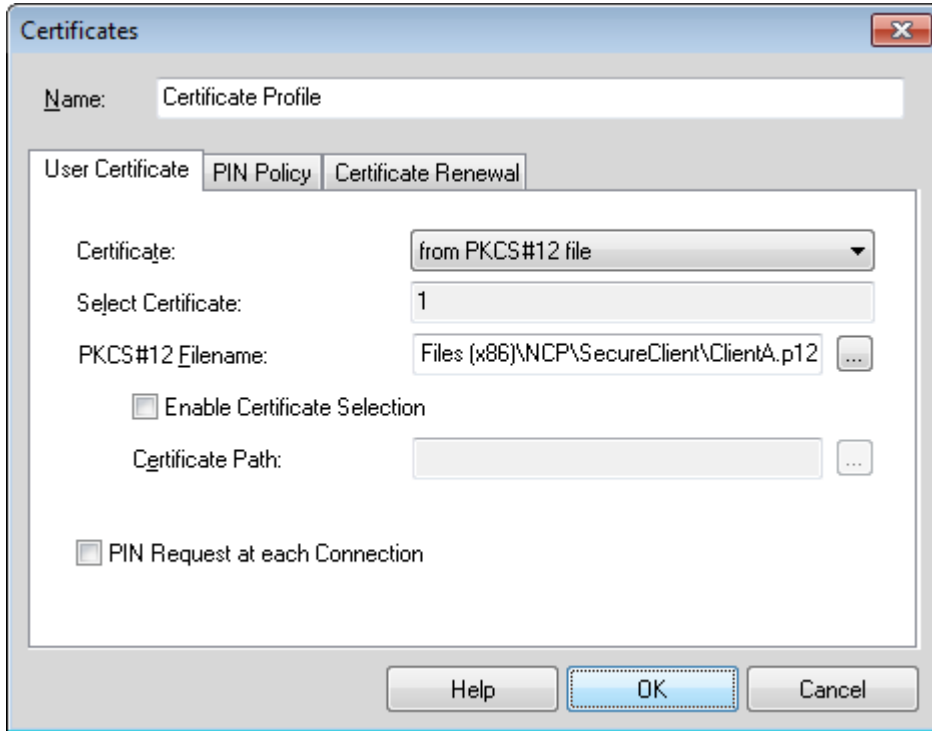 Certificates
Name: Certificate Profile
User Certificate PIN Policy Certificate Renewal
Certificate: from PKCS#12 file
Select Certificate: 1
PKCS#12 Filename: Files (x86)\NCP\SecureClient\ClientA.p12 ...
Enable Certificate Selection
Certificate Path: ...
PIN Request at each Connection
Help OK Cancel